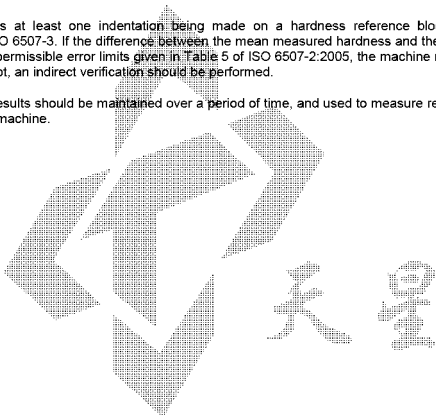 s at least one indentation being made on a hardness reference blo
O 6507-3. If the difference between the mean measured hardness and the
permissible error limits given in Table 5 of ISO 6507-2:2005, the machine
pt, an indirect verification should be performed.
esults should be maintained over a period of time, and used to measure re
machine.
天星